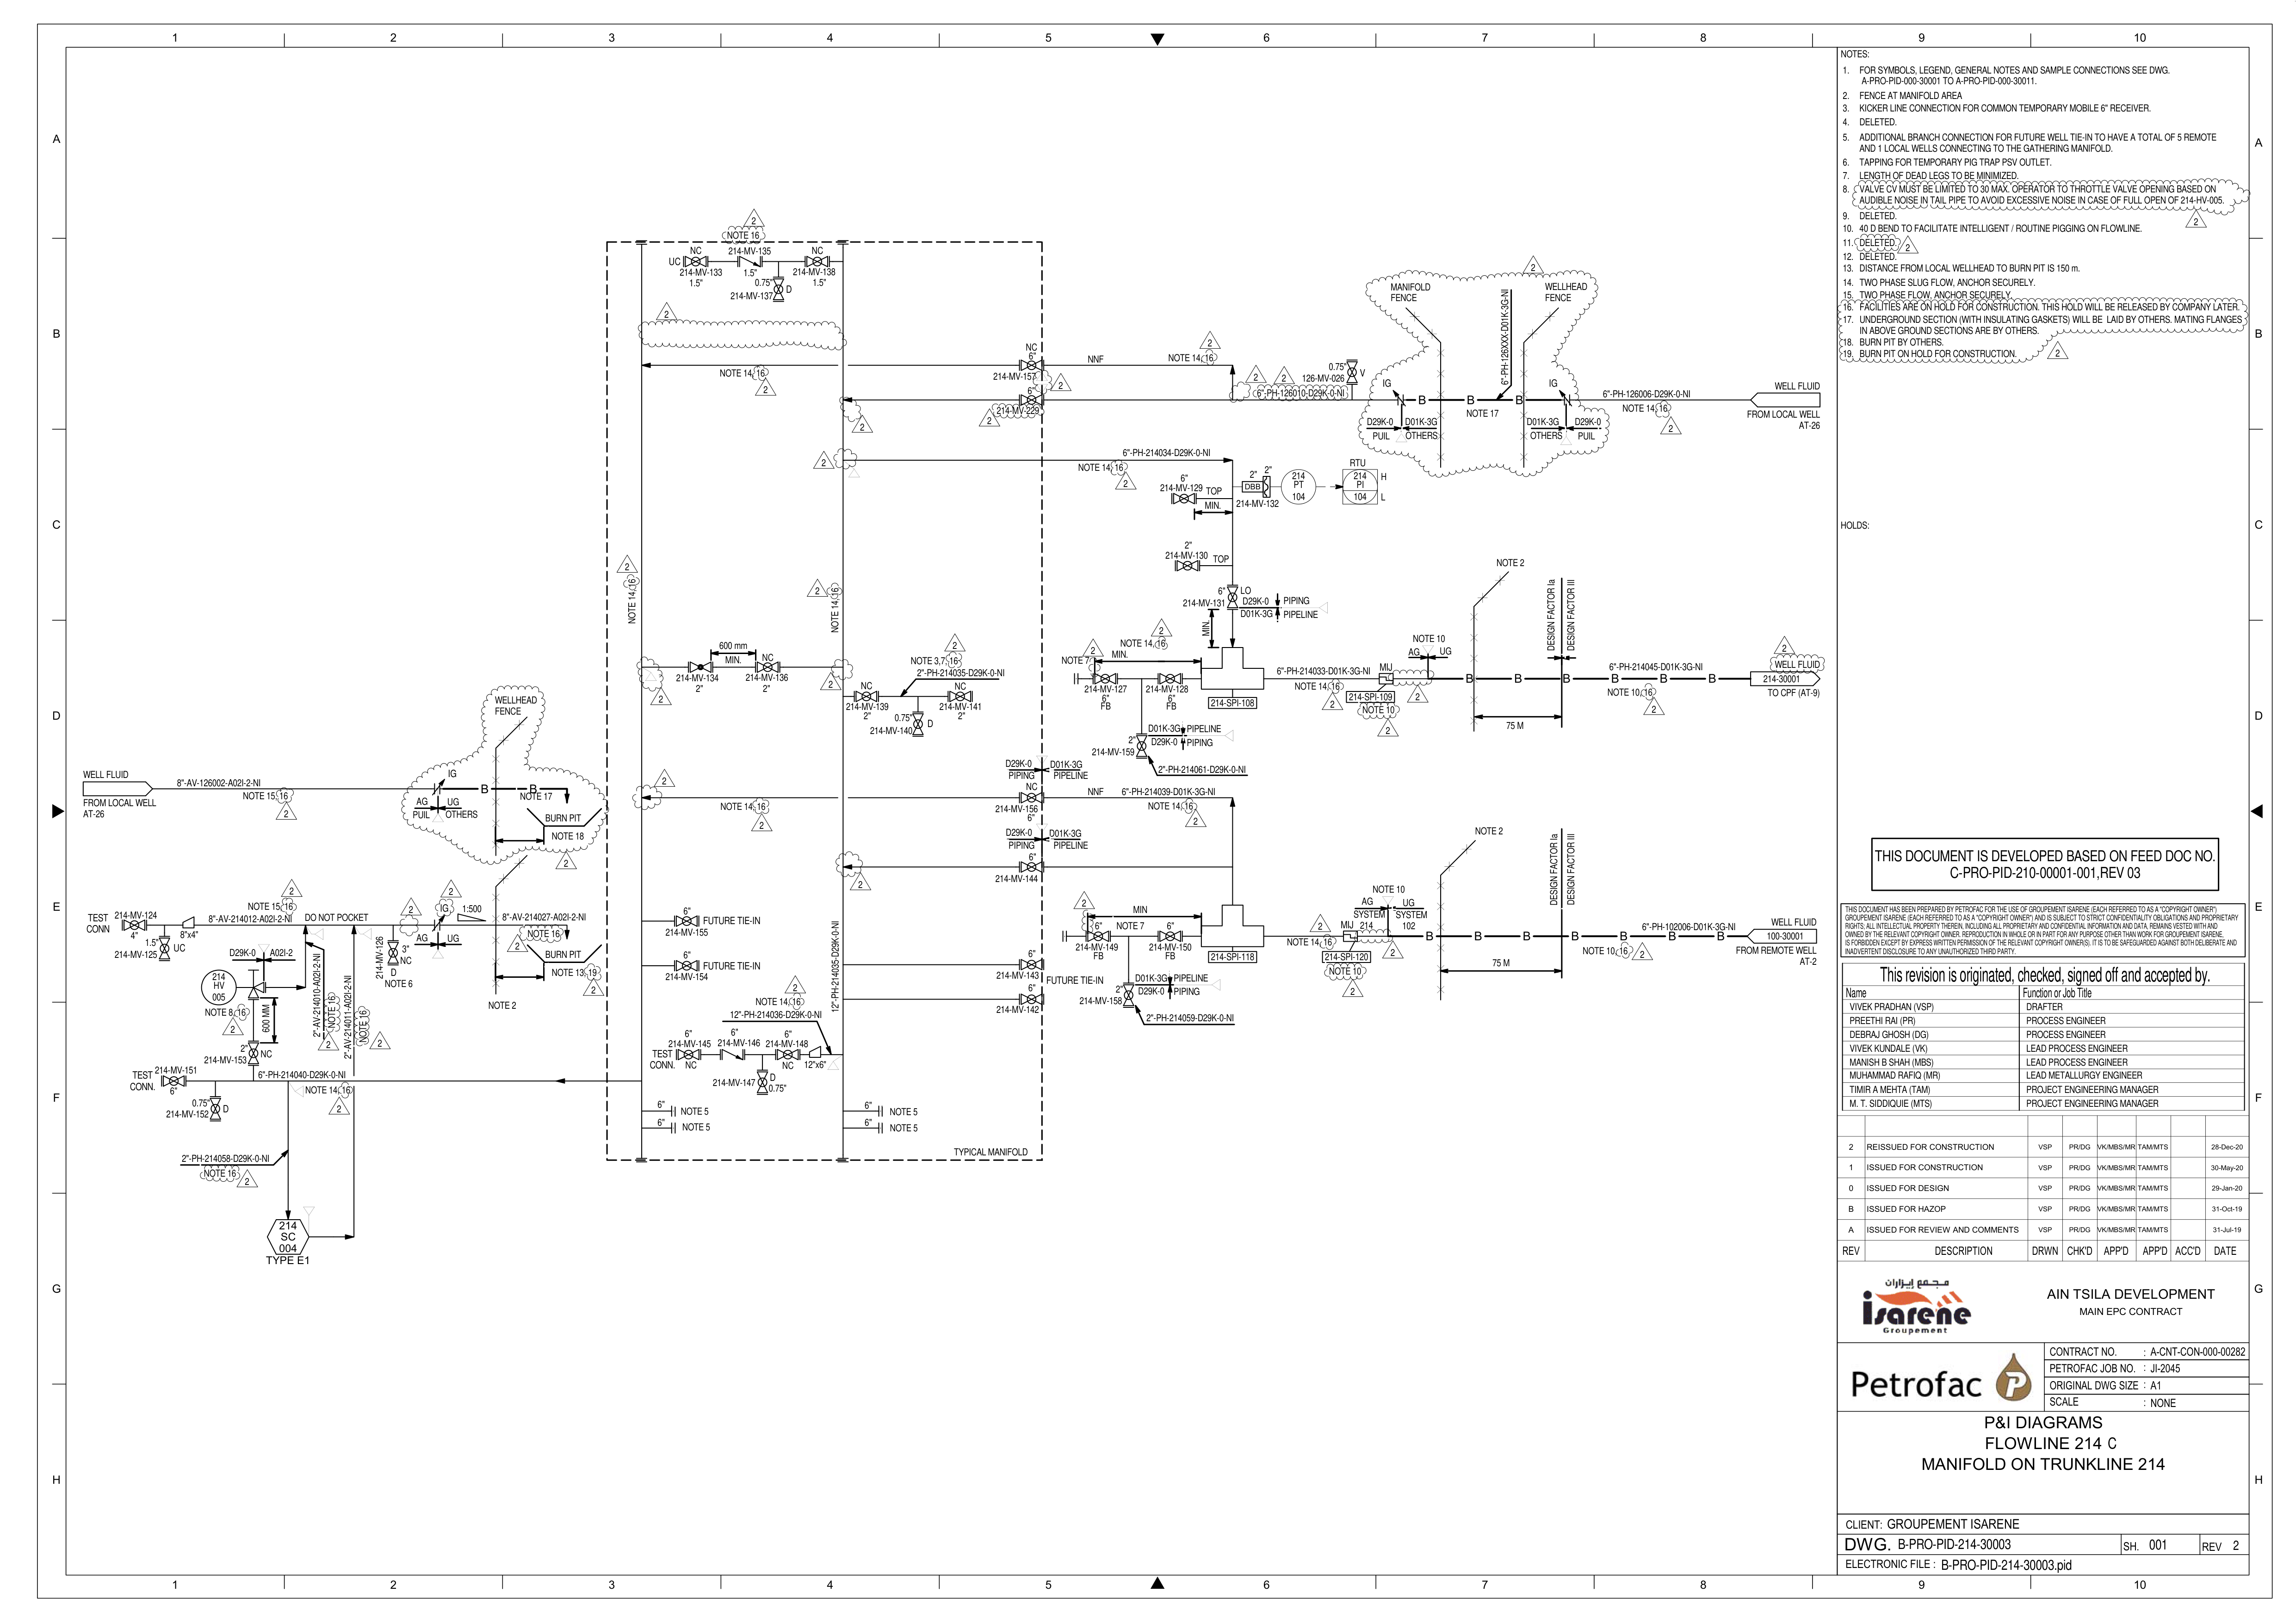 1 2 3 4 5 6 7 8 9 10
A
B
C
D
E
F
G
H
NOTES:
1. FOR SYMBOLS, LEGEND, GENERAL NOTES AND SAMPLE CONNECTIONS SEE DWG.
A-PRO-PID-000-30001 TO A-PRO-PID-000-30011.
2. FENCE AT MANIFOLD AREA
3. KICKER LINE CONNECTION FOR COMMON TEMPORARY MOBILE 6" RECEIVER.
4. DELETED.
5. ADDITIONAL BRANCH CONNECTION FOR FUTURE WELL TIE-IN TO HAVE A TOTAL OF 5 REMOTE
AND 1 LOCAL WELLS CONNECTING TO THE GATHERING MANIFOLD.
6. TAPPING FOR TEMPORARY PIG TRAP PSV OUTLET.
7. LENGTH OF DEAD LEGS TO BE MINIMIZED.
8. VALVE CV MUST BE LIMITED TO 30 MAX. OPERATOR TO THROTTLE VALVE OPENING BASED ON
AUDIBLE NOISE IN TAIL PIPE TO AVOID EXCESSIVE NOISE IN CASE OF FULL OPEN OF 214-HV-005.
9. DELETED.
10. 40 D BEND TO FACILITATE INTELLIGENT / ROUTINE PIGGING ON FLOWLINE.
11. DELETED.
12. DELETED.
13. DISTANCE FROM LOCAL WELLHEAD TO BURN PIT IS 150 m.
14. TWO PHASE SLUG FLOW, ANCHOR SECURELY.
15. TWO PHASE FLOW, ANCHOR SECURELY.
16. FACILITIES ARE ON HOLD FOR CONSTRUCTION. THIS HOLD WILL BE RELEASED BY COMPANY LATER.
17. UNDERGROUND SECTION (WITH INSULATING GASKETS) WILL BE LAID BY OTHERS. MATING FLANGES
IN ABOVE GROUND SECTIONS ARE BY OTHERS.
18. BURN PIT BY OTHERS.
19. BURN PIT ON HOLD FOR CONSTRUCTION.
HOLDS:
NOTE 16
NC 214-MV-135 NC
UC
214-MV-133 1.5" 214-MV-138
1.5" 0.75" D 1.5"
214-MV-137
NOTE 14,16
NC
6"
214-MV-157
NNF
NOTE 14,16
6"
214-MV-229
6"-PH-126010-D29K-0-NI
0.75"
126-MV-026 V
MANIFOLD
FENCE
WELLHEAD
FENCE
6"-PH-126XXX-D01K-3G-NI
IG
IG
B B B
NOTE 17
D29K-0 D01K-3G
PUIL OTHERS
D01K-3G D29K-0
OTHERS PUIL
6"-PH-126006-D29K-0-NI
NOTE 14,16
WELL FLUID
FROM LOCAL WELL
AT-26
6"-PH-214034-D29K-0-NI
NOTE 14,16
6"
214-MV-129 TOP
MIN.
2" 2"
DBB
214-MV-132
214
PT
104
RTU
214
PI
104
H
L
2"
214-MV-130 TOP
6" LO
214-MV-131
D29K-0 PIPING
D01K-3G PIPELINE
MIN.
NOTE 14,16
NOTE 14,16
600 mm
MIN. NC
214-MV-134 214-MV-136
2" 2"
NOTE 3,7,16
2"-PH-214035-D29K-0-NI
NC NC
214-MV-139 214-MV-141
2" 2"
0.75" D
214-MV-140
NOTE 14,16
NOTE 7
MIN.
214-MV-127 214-MV-128
6" 6"
FB FB
214-SPI-108
6"-PH-214033-D01K-3G-NI
NOTE 14,16
MIJ
214-SPI-109
NOTE 10
NOTE 10
AG UG
NOTE 2
DESIGN FACTOR Ia
DESIGN FACTOR III
75 M
B B B B B B
6"-PH-214045-D01K-3G-NI
NOTE 10,16
WELL FLUID
214-30001
TO CPF (AT-9)
D01K-3G PIPELINE
D29K-0 PIPING
2"
214-MV-159
2"-PH-214061-D29K-0-NI
D29K-0 D01K-3G
PIPING PIPELINE
NC
214-MV-156
6"
NNF 6"-PH-214039-D01K-3G-NI
NOTE 14,16
NOTE 14,16
D29K-0 D01K-3G
PIPING PIPELINE
6"
214-MV-144
WELL FLUID
FROM LOCAL WELL
AT-26
8"-AV-126002-A02I-2-NI
NOTE 15,16
WELLHEAD
FENCE
IG
B B
NOTE 17
AG UG
PUIL OTHERS
BURN PIT
NOTE 18
TEST
CONN
214-MV-124
4"
8"x4"
1.5" UC
214-MV-125
NOTE 15,16
8"-AV-214012-A02I-2-NI DO NOT POCKET
D29K-0 A02I-2
214
HV
005
NOTE 8,16
600 MM
2"-AV-214010-A02I-2-NI
NOTE 16
2"-AV-214011-A02I-2-NI
NOTE 16
214-MV-126
3"
NC
D
NOTE 6
IG
1:500
AG UG
8"-AV-214027-A02I-2-NI
NOTE 16
BURN PIT
NOTE 13,19
NOTE 2
2"
NC
214-MV-153
TEST
CONN.
214-MV-151
6"
6"-PH-214040-D29K-0-NI
NOTE 14,16
0.75" D
214-MV-152
2"-PH-214058-D29K-0-NI
NOTE 16
214
SC
004
TYPE E1
6" FUTURE TIE-IN
214-MV-155
6" FUTURE TIE-IN
214-MV-154
12"-PH-214035-D29K-0-NI
NOTE 14,16
12"-PH-214036-D29K-0-NI
6" 6" 6"
214-MV-145 214-MV-146 214-MV-148
TEST
CONN. NC NC 12"x6"
D
214-MV-147 0.75"
6" NOTE 5
6" NOTE 5
6" NOTE 5
6" NOTE 5
TYPICAL MANIFOLD
6"
214-MV-143
FUTURE TIE-IN
6"
214-MV-142
MIN
NOTE 7
6" 6"
214-MV-149 214-MV-150
FB FB
214-SPI-118
D01K-3G PIPELINE
D29K-0 PIPING
2"
214-MV-158
2"-PH-214059-D29K-0-NI
NOTE 10
AG UG
SYSTEM SYSTEM
MIJ 214 102
NOTE 14,16
214-SPI-120
NOTE 10
NOTE 2
DESIGN FACTOR Ia
DESIGN FACTOR III
75 M
B B B B B B
6"-PH-102006-D01K-3G-NI
NOTE 10,16
WELL FLUID
100-30001
FROM REMOTE WELL
AT-2
THIS DOCUMENT IS DEVELOPED BASED ON FEED DOC NO.
C-PRO-PID-210-00001-001,REV 03
THIS DOCUMENT HAS BEEN PREPARED BY PETROFAC FOR THE USE OF GROUPEMENT ISARENE (EACH REFERRED TO AS A "COPYRIGHT OWNER")
GROUPEMENT ISARENE (EACH REFERRED TO AS A "COPYRIGHT OWNER") AND IS SUBJECT TO STRICT CONFIDENTIALITY OBLIGATIONS AND PROPRIETARY
RIGHTS; ALL INTELLECTUAL PROPERTY THEREIN, INCLUDING ALL PROPRIETARY AND CONFIDENTIAL INFORMATION AND DATA, REMAINS VESTED WITH AND
OWNED BY THE RELEVANT COPYRIGHT OWNER. REPRODUCTION IN WHOLE OR IN PART FOR ANY PURPOSE OTHER THAN WORK FOR GROUPEMENT ISARENE,
IS FORBIDDEN EXCEPT BY EXPRESS WRITTEN PERMISSION OF THE RELEVANT COPYRIGHT OWNER(S). IT IS TO BE SAFEGUARDED AGAINST BOTH DELIBERATE AND
INADVERTENT DISCLOSURE TO ANY UNAUTHORIZED THIRD PARTY.
This revision is originated, checked, signed off and accepted by.
Name Function or Job Title
VIVEK PRADHAN (VSP) DRAFTER
PREETHI RAI (PR) PROCESS ENGINEER
DEBRAJ GHOSH (DG) PROCESS ENGINEER
VIVEK KUNDALE (VK) LEAD PROCESS ENGINEER
MANISH B SHAH (MBS) LEAD PROCESS ENGINEER
MUHAMMAD RAFIQ (MR) LEAD METALLURGY ENGINEER
TIMIR A MEHTA (TAM) PROJECT ENGINEERING MANAGER
M. T. SIDDIQUIE (MTS) PROJECT ENGINEERING MANAGER
2 REISSUED FOR CONSTRUCTION VSP PR/DG VK/MBS/MR TAM/MTS 28-Dec-20
1 ISSUED FOR CONSTRUCTION VSP PR/DG VK/MBS/MR TAM/MTS 30-May-20
0 ISSUED FOR DESIGN VSP PR/DG VK/MBS/MR TAM/MTS 29-Jan-20
B ISSUED FOR HAZOP VSP PR/DG VK/MBS/MR TAM/MTS 31-Oct-19
A ISSUED FOR REVIEW AND COMMENTS VSP PR/DG VK/MBS/MR TAM/MTS 31-Jul-19
REV DESCRIPTION DRWN CHK'D APP'D APP'D ACC'D DATE
مجمع إيزاران
isarene
Groupement
AIN TSILA DEVELOPMENT
MAIN EPC CONTRACT
Petrofac
CONTRACT NO. : A-CNT-CON-000-00282
PETROFAC JOB NO. : JI-2045
ORIGINAL DWG SIZE : A1
SCALE : NONE
P&I DIAGRAMS
FLOWLINE 214 C
MANIFOLD ON TRUNKLINE 214
CLIENT: GROUPEMENT ISARENE
DWG. B-PRO-PID-214-30003 SH. 001 REV 2
ELECTRONIC FILE : B-PRO-PID-214-30003.pid
1 2 3 4 5 6 7 8 9 10